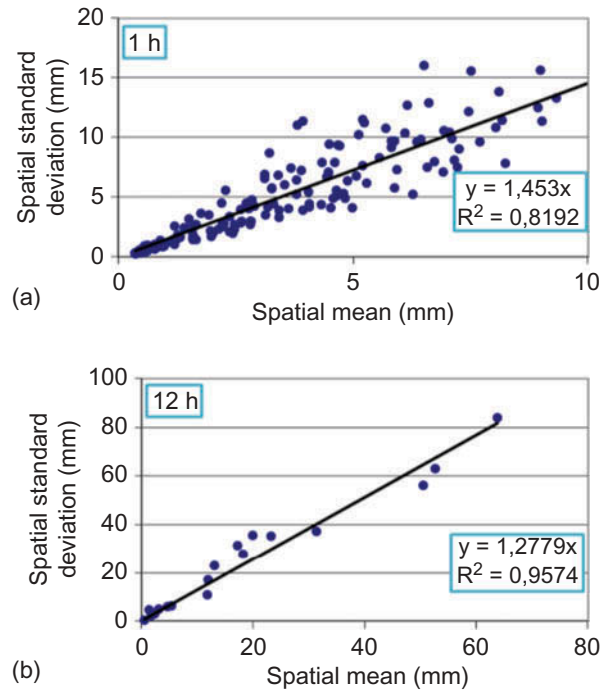 20
15
10
5
0
1 h
y = 1,453x
R² = 0,8192
0
5
10
Spatial standard
deviation (mm)
Spatial mean (mm)
(a)
100
80
60
40
20
0
12 h
y = 1,2779x
R² = 0,9574
0
20
40
60
80
Spatial standard
deviation (mm)
Spatial mean (mm)
(b)